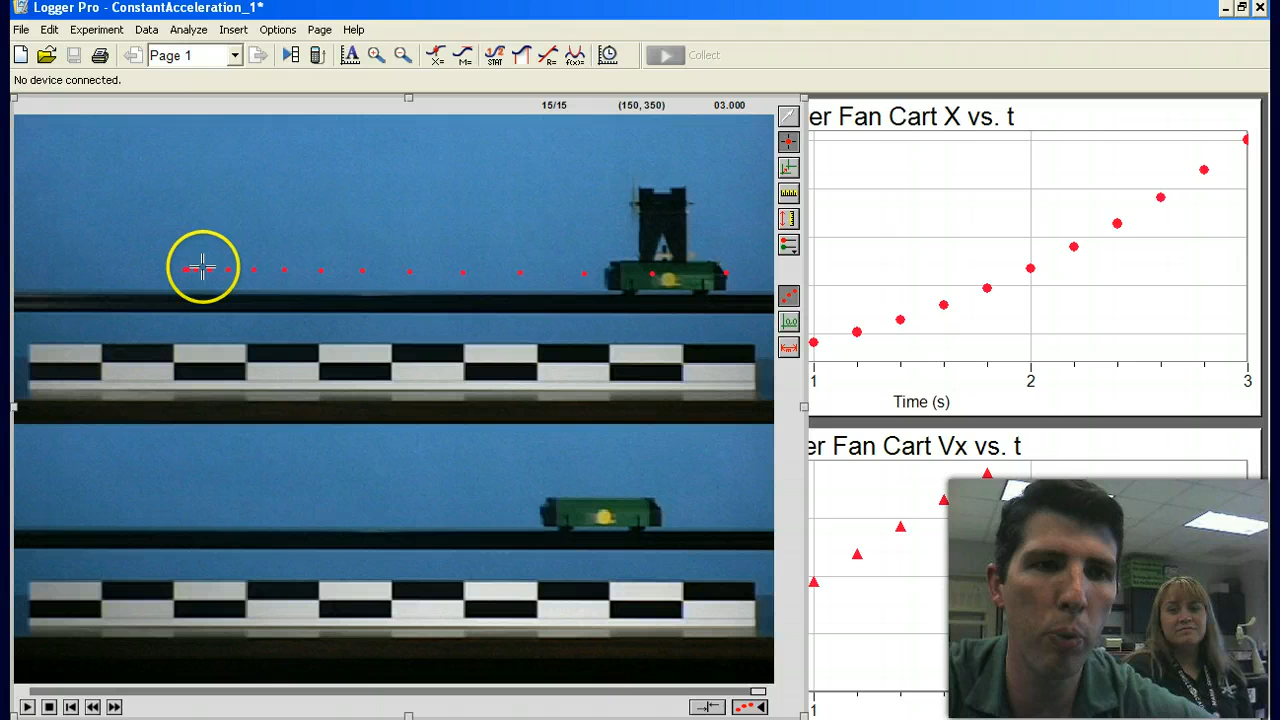 Logger Pro - ConstantAcceleration_1*
File Edit Experiment Data Analyze Insert Options Page Help
Page 1
Collect
No device connected.
15/15 (150, 350) 03.000
er Fan Cart X vs. t
A
1 2 3
Time (s)
er Fan Cart Vx vs. t
1